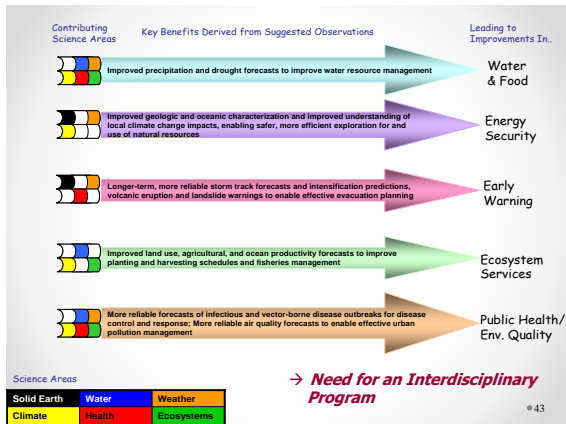 Contributing
Science Areas
Key Benefits Derived from Suggested Observations
Leading to
Improvements In..
Improved precipitation and drought forecasts to improve water resource management
Water
& Food
Improved geologic and oceanic characterization and improved understanding of
local climate change impacts, enabling safer, more efficient exploration for and
use of natural resources
Energy
Security
Longer-term, more reliable storm track forecasts and intensification predictions,
volcanic eruption and landslide warnings to enable effective evacuation planning
Early
Warning
Improved land use, agricultural, and ocean productivity forecasts to improve
planting and harvesting schedules and fisheries management
Ecosystem
Services
More reliable forecasts of infectious and vector-borne disease outbreaks for disease
control and response; More reliable air quality forecasts to enable effective urban
pollution management
Public Health/
Env. Quality
Science Areas
Solid Earth Water Weather
Climate Health Ecosystems
→ Need for an Interdisciplinary
Program
•43